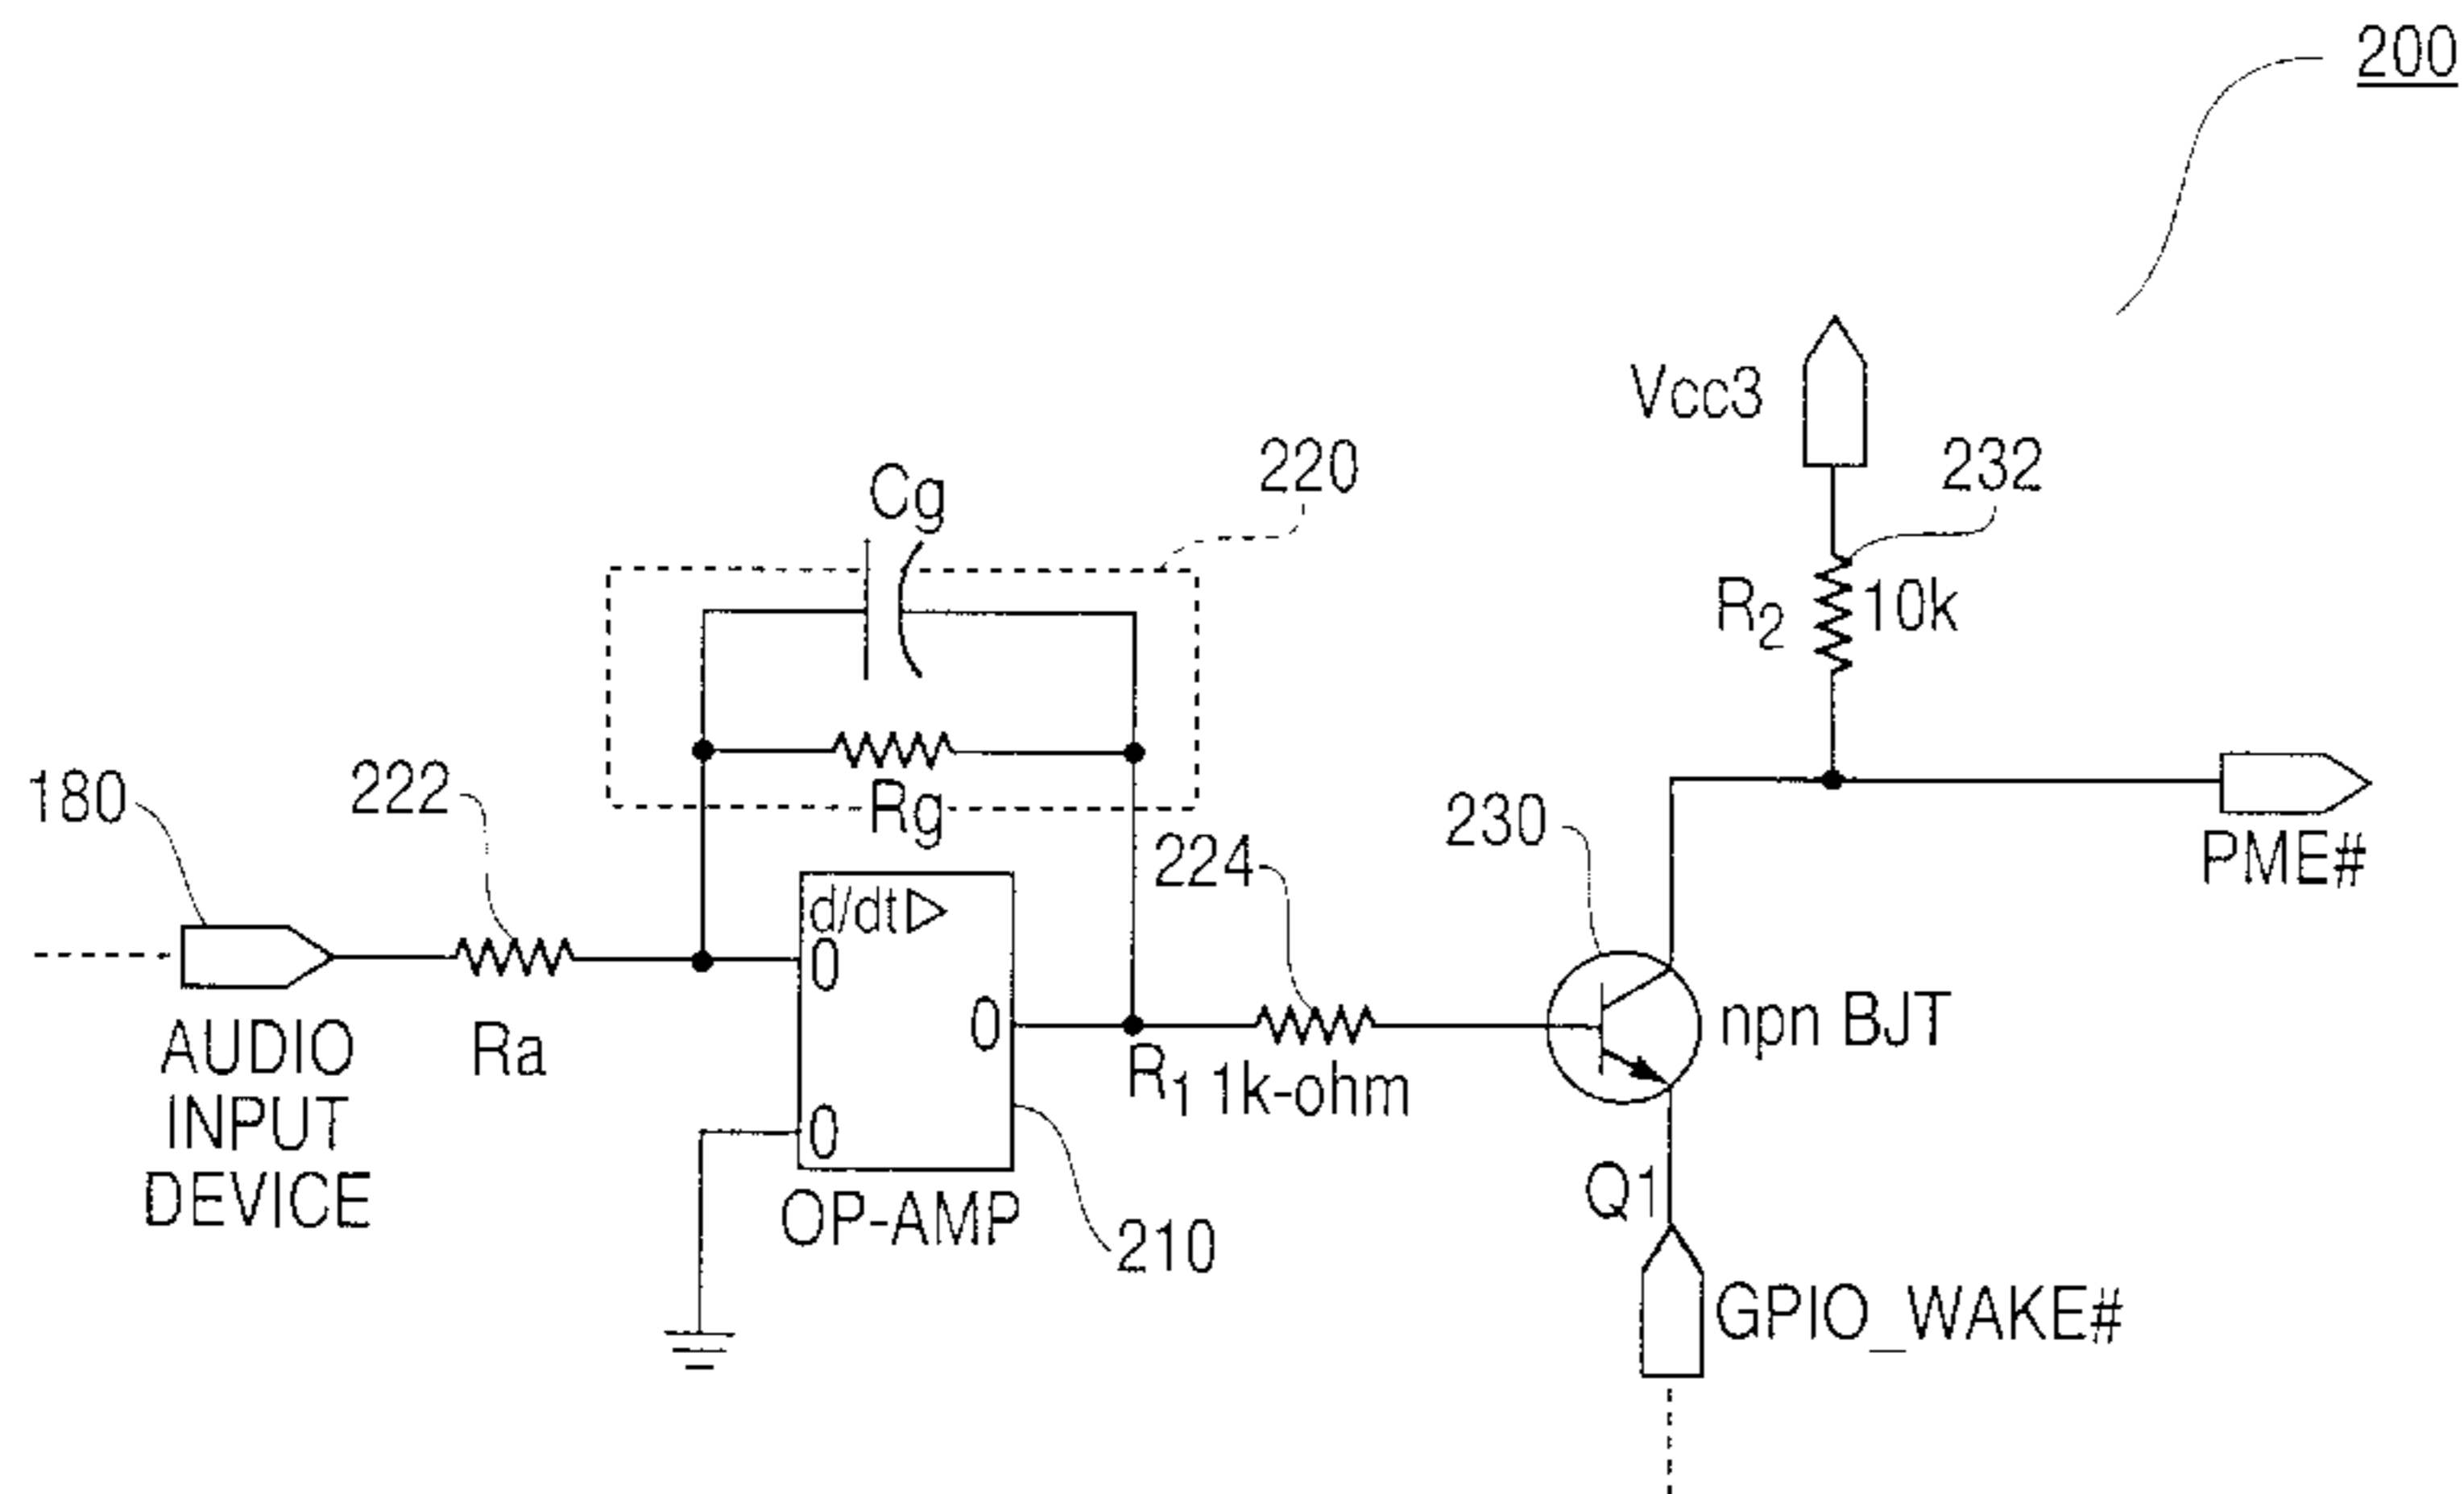 200
Vcc3
232
220
Cg
R2 10k
180
222
Rg
224
230
PME#
d/dt
0
0
0
AUDIO
INPUT
DEVICE
Ra
R1 1k-ohm
npn BJT
OP-AMP
210
Q1
GPIO_WAKE#